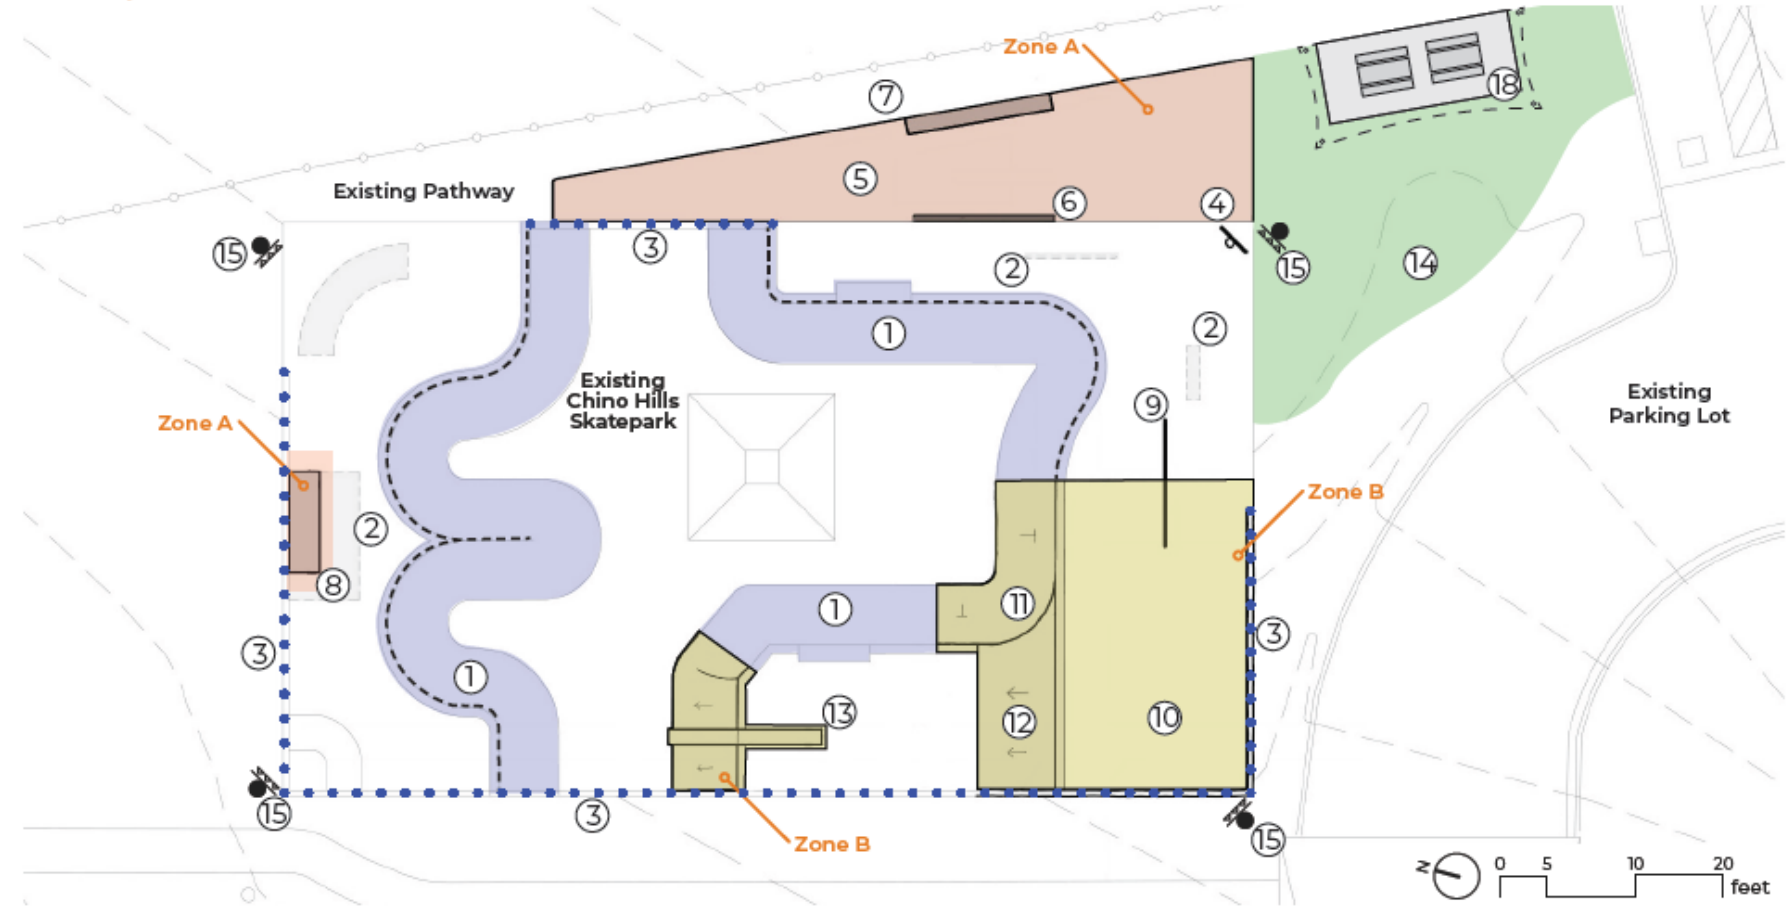 Zone A
7
18
5
Existing Pathway
6
4
3
15
2
15
14
1
2
Existing
Chino Hills
Skatepark
Existing
Parking Lot
9
Zone A
Zone B
2
8
11
1
3
3
1
13
12
10
15
3
15
Zone B
N
0 5 10 20
feet